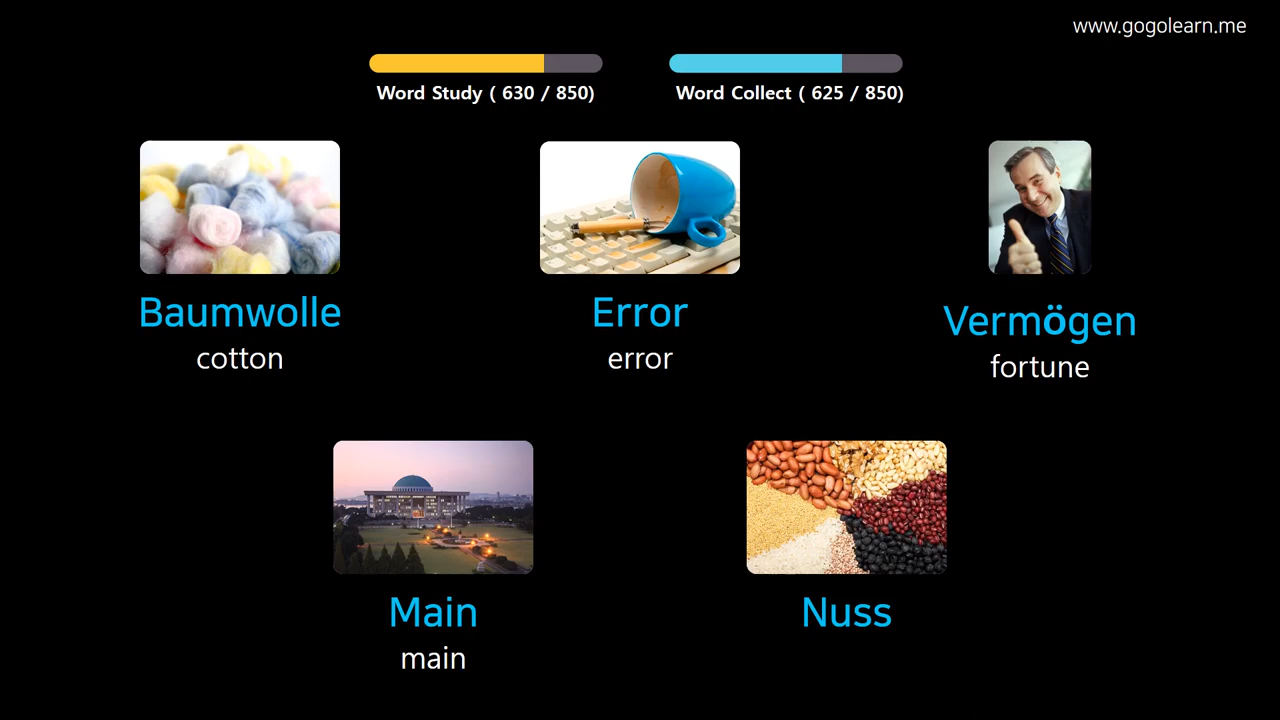 www.gogolearn.me
Word Study ( 630 / 850)
Word Collect ( 625 / 850)
Baumwolle
cotton
Error
error
Vermögen
fortune
Main
main
Nuss